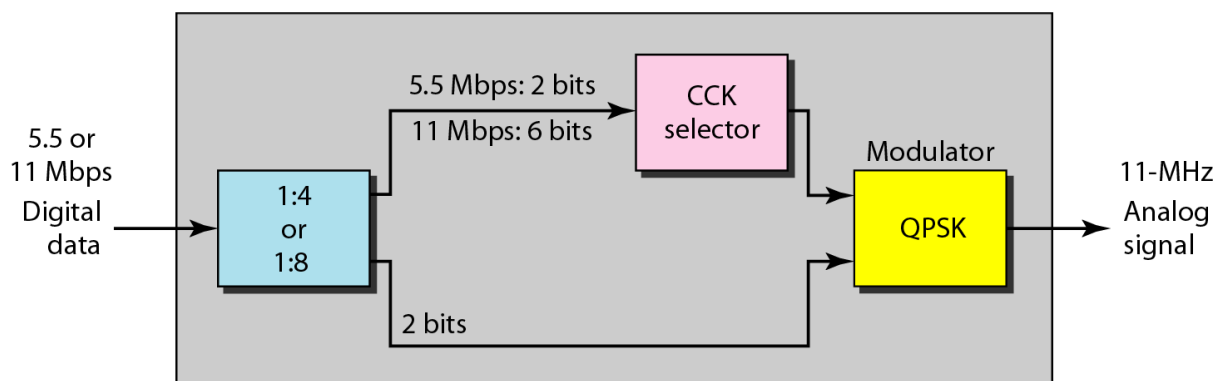 5.5 or
11 Mbps
Digital
data
1:4
or
1:8
5.5 Mbps: 2 bits
11 Mbps: 6 bits
2 bits
CCK
selector
Modulator
QPSK
11-MHz
Analog
signal